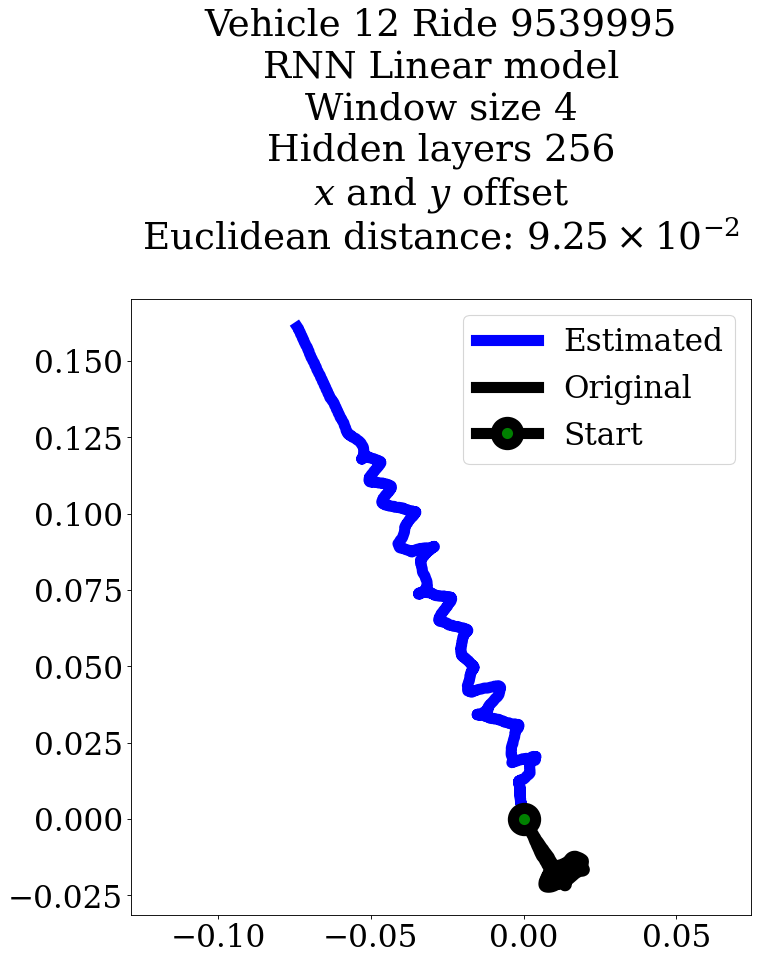 Vehicle 12 Ride 9539995
RNN Linear model
Window size 4
Hidden layers 256
x and y offset
Euclidean distance: 9.25 × 10⁻²
Estimated
Original
Start
0.150
0.125
0.100
0.075
0.050
0.025
0.000
−0.025
−0.10 −0.05 0.00 0.05